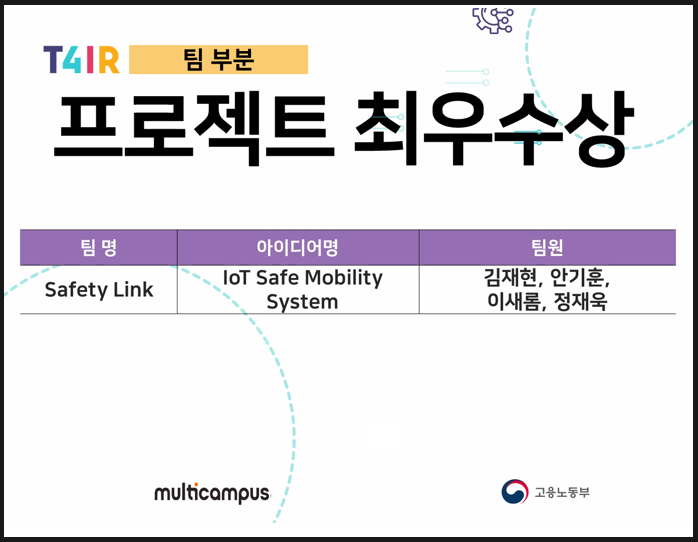 T4IR
팀 부분
프로젝트 최우수상
팀 명
아이디어명
팀원
Safety Link
IoT Safe Mobility
System
김재현, 안기훈,
이새롬, 정재욱
multicampus
고용노동부